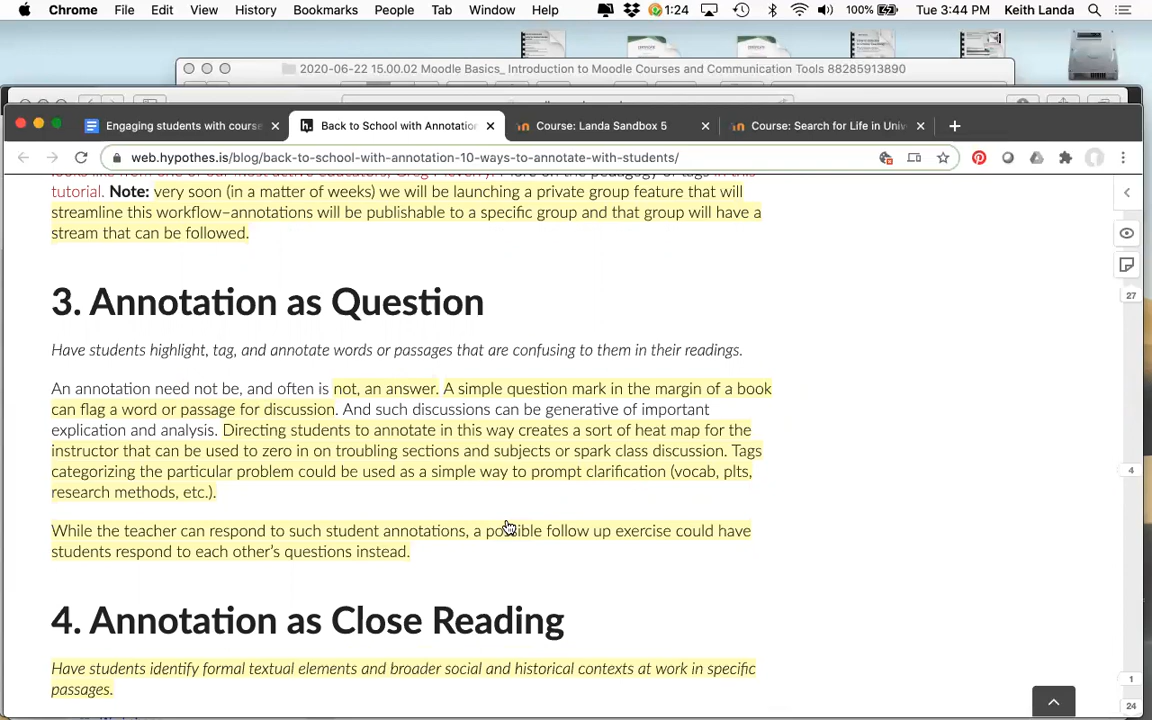 Chrome File Edit View History Bookmarks People Tab Window Help 1:24 100% Tue 3:44 PM Keith Landa
2020-06-22 15.00.02 Moodle Basics_ Introduction to Moodle Courses and Communication Tools 88285913890
Engaging students with course Back to School with Annotation Course: Landa Sandbox 5 Course: Search for Life in Univ
web.hypothes.is/blog/back-to-school-with-annotation-10-ways-to-annotate-with-students/
tutorial. Note: very soon (in a matter of weeks) we will be launching a private group feature that will
streamline this workflow–annotations will be publishable to a specific group and that group will have a
stream that can be followed.
27
3. Annotation as Question
Have students highlight, tag, and annotate words or passages that are confusing to them in their readings.
An annotation need not be, and often is not, an answer. A simple question mark in the margin of a book
can flag a word or passage for discussion. And such discussions can be generative of important
explication and analysis. Directing students to annotate in this way creates a sort of heat map for the
instructor that can be used to zero in on troubling sections and subjects or spark class discussion. Tags
categorizing the particular problem could be used as a simple way to prompt clarification (vocab, plts,
4
research methods, etc.).
While the teacher can respond to such student annotations, a possible follow up exercise could have
students respond to each other's questions instead.
4. Annotation as Close Reading
Have students identify formal textual elements and broader social and historical contexts at work in specific
1
passages.
24